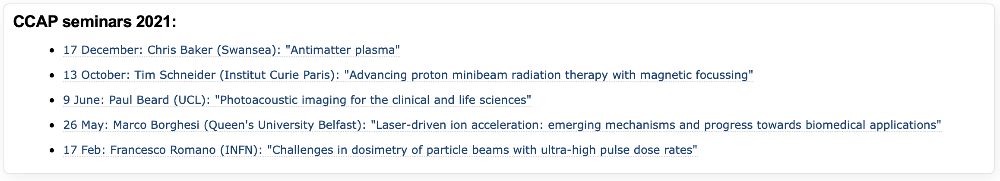 CCAP seminars 2021:
17 December: Chris Baker (Swansea): "Antimatter plasma"
13 October: Tim Schneider (Institut Curie Paris): "Advancing proton minibeam radiation therapy with magnetic focussing"
9 June: Paul Beard (UCL): "Photoacoustic imaging for the clinical and life sciences"
26 May: Marco Borghesi (Queen's University Belfast): "Laser-driven ion acceleration: emerging mechanisms and progress towards biomedical applications"
17 Feb: Francesco Romano (INFN): "Challenges in dosimetry of particle beams with ultra-high pulse dose rates"